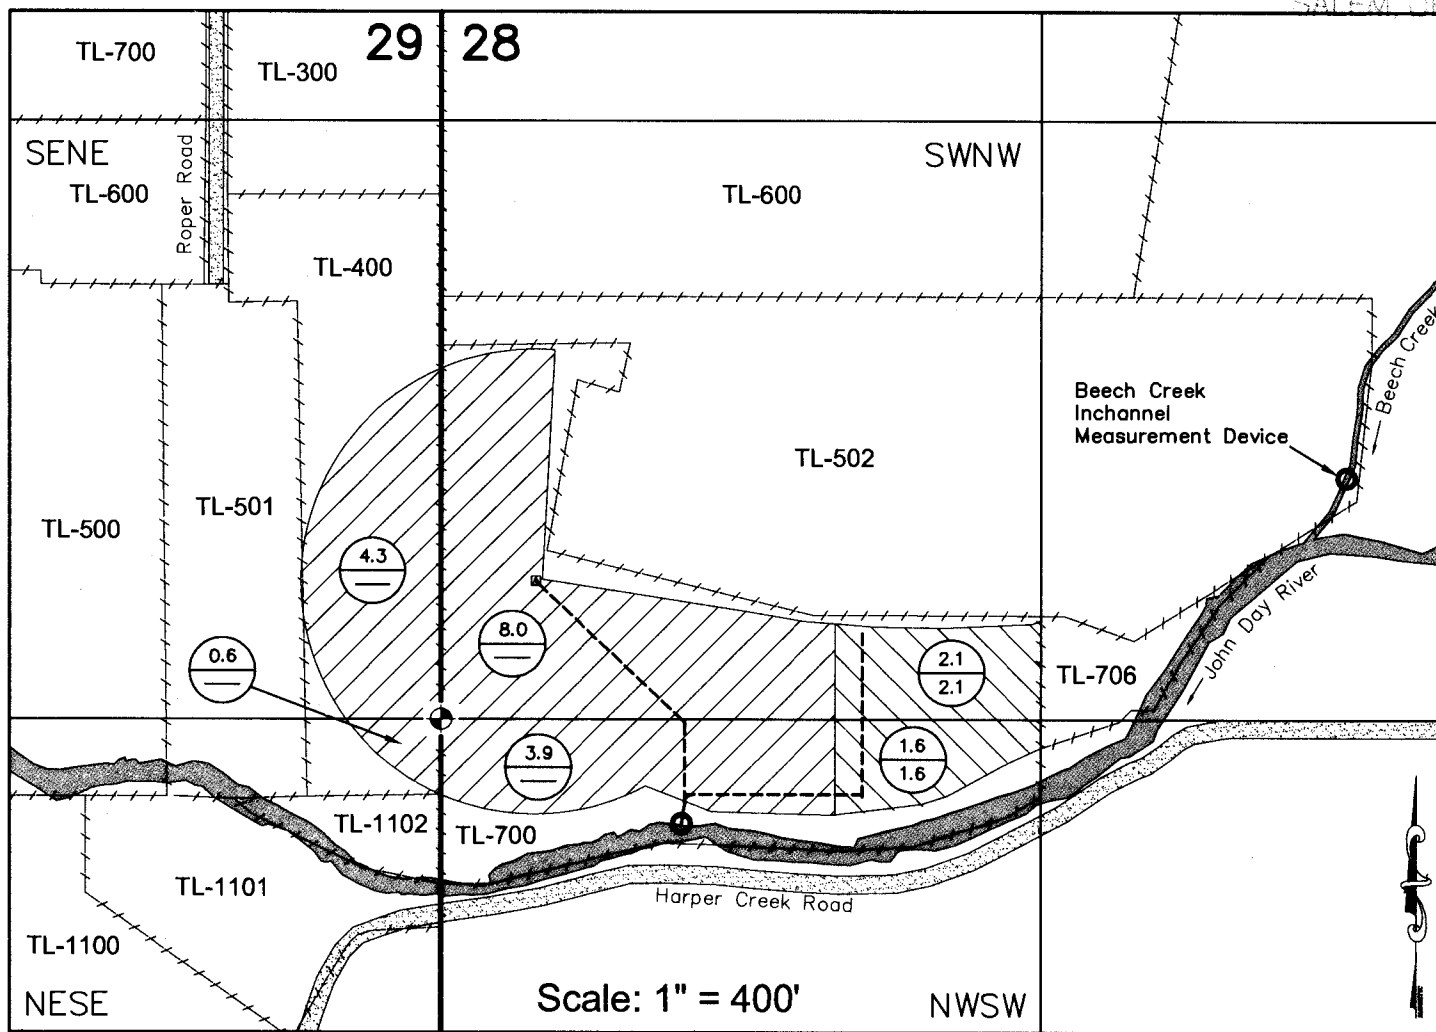 SALEM, OR
TL-700
TL-300
29
28
SENE
TL-600
Roper Road
TL-400
SWNW
TL-600
Beech Creek
Beech Creek
Inchannel
Measurement Device
TL-500
TL-501
TL-502
4.3
8.0
0.6
2.1
2.1
TL-706
John Day River
3.9
1.6
1.6
TL-1102
TL-700
TL-1101
Harper Creek Road
TL-1100
NESE
Scale: 1" = 400'
NWSW